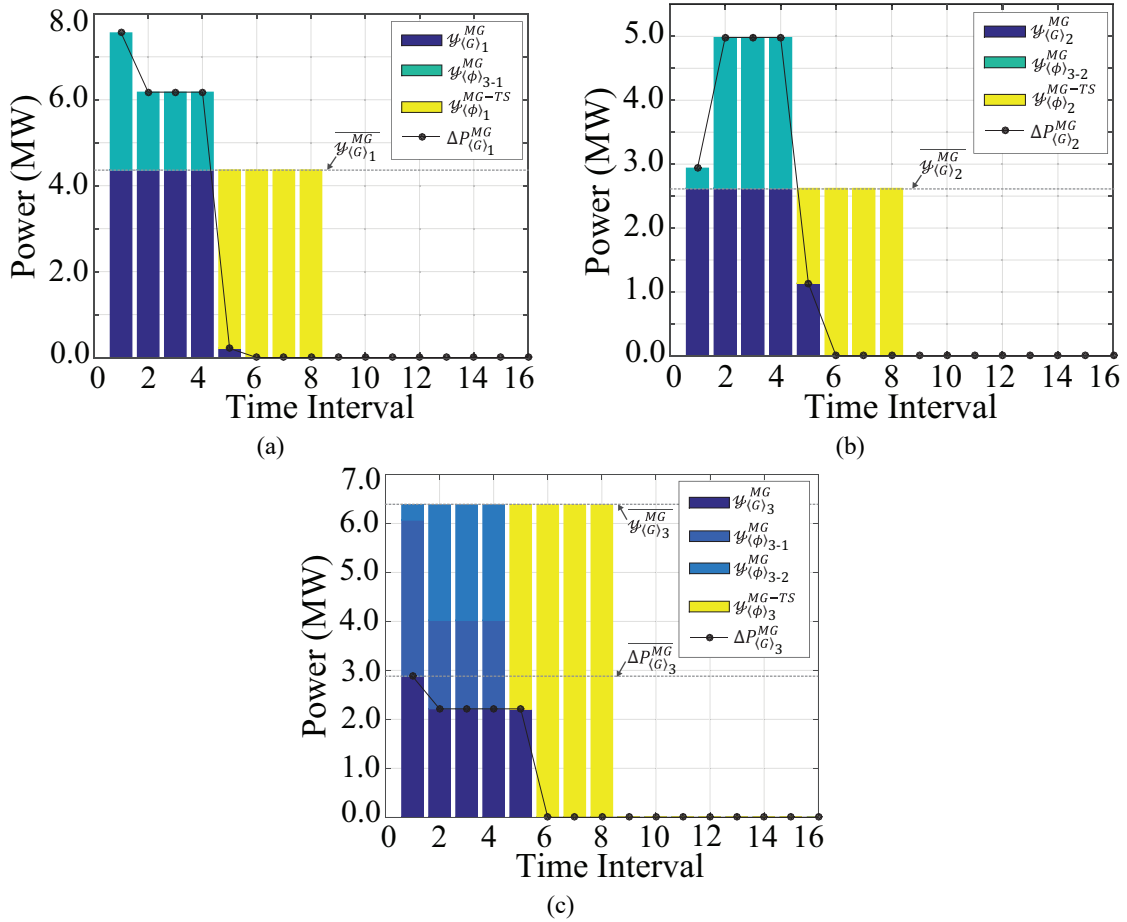 8.0
6.0
4.0
2.0
0.0
Power (MW)
0 2 4 6 8 10 12 14 16
Time Interval
𝓎^{MG}_{⟨G⟩1}
𝓎^{MG}_{⟨ϕ⟩3-1}
𝓎^{MG-TS}_{⟨ϕ⟩1}
ΔP^{MG}_{⟨G⟩1}
\overline{𝓎^{MG}_{⟨G⟩1}}
(a)
5.0
4.0
3.0
2.0
1.0
0.0
Power (MW)
0 2 4 6 8 10 12 14 16
Time Interval
𝓎^{MG}_{⟨G⟩2}
𝓎^{MG}_{⟨ϕ⟩3-2}
𝓎^{MG-TS}_{⟨ϕ⟩2}
ΔP^{MG}_{⟨G⟩2}
\overline{𝓎^{MG}_{⟨G⟩2}}
(b)
7.0
6.0
5.0
4.0
3.0
2.0
1.0
0.0
Power (MW)
0 2 4 6 8 10 12 14 16
Time Interval
𝓎^{MG}_{⟨G⟩3}
𝓎^{MG}_{⟨ϕ⟩3-1}
𝓎^{MG}_{⟨ϕ⟩3-2}
𝓎^{MG-TS}_{⟨ϕ⟩3}
ΔP^{MG}_{⟨G⟩3}
\overline{𝓎^{MG}_{⟨G⟩3}}
\overline{ΔP^{MG}_{⟨G⟩3}}
(c)